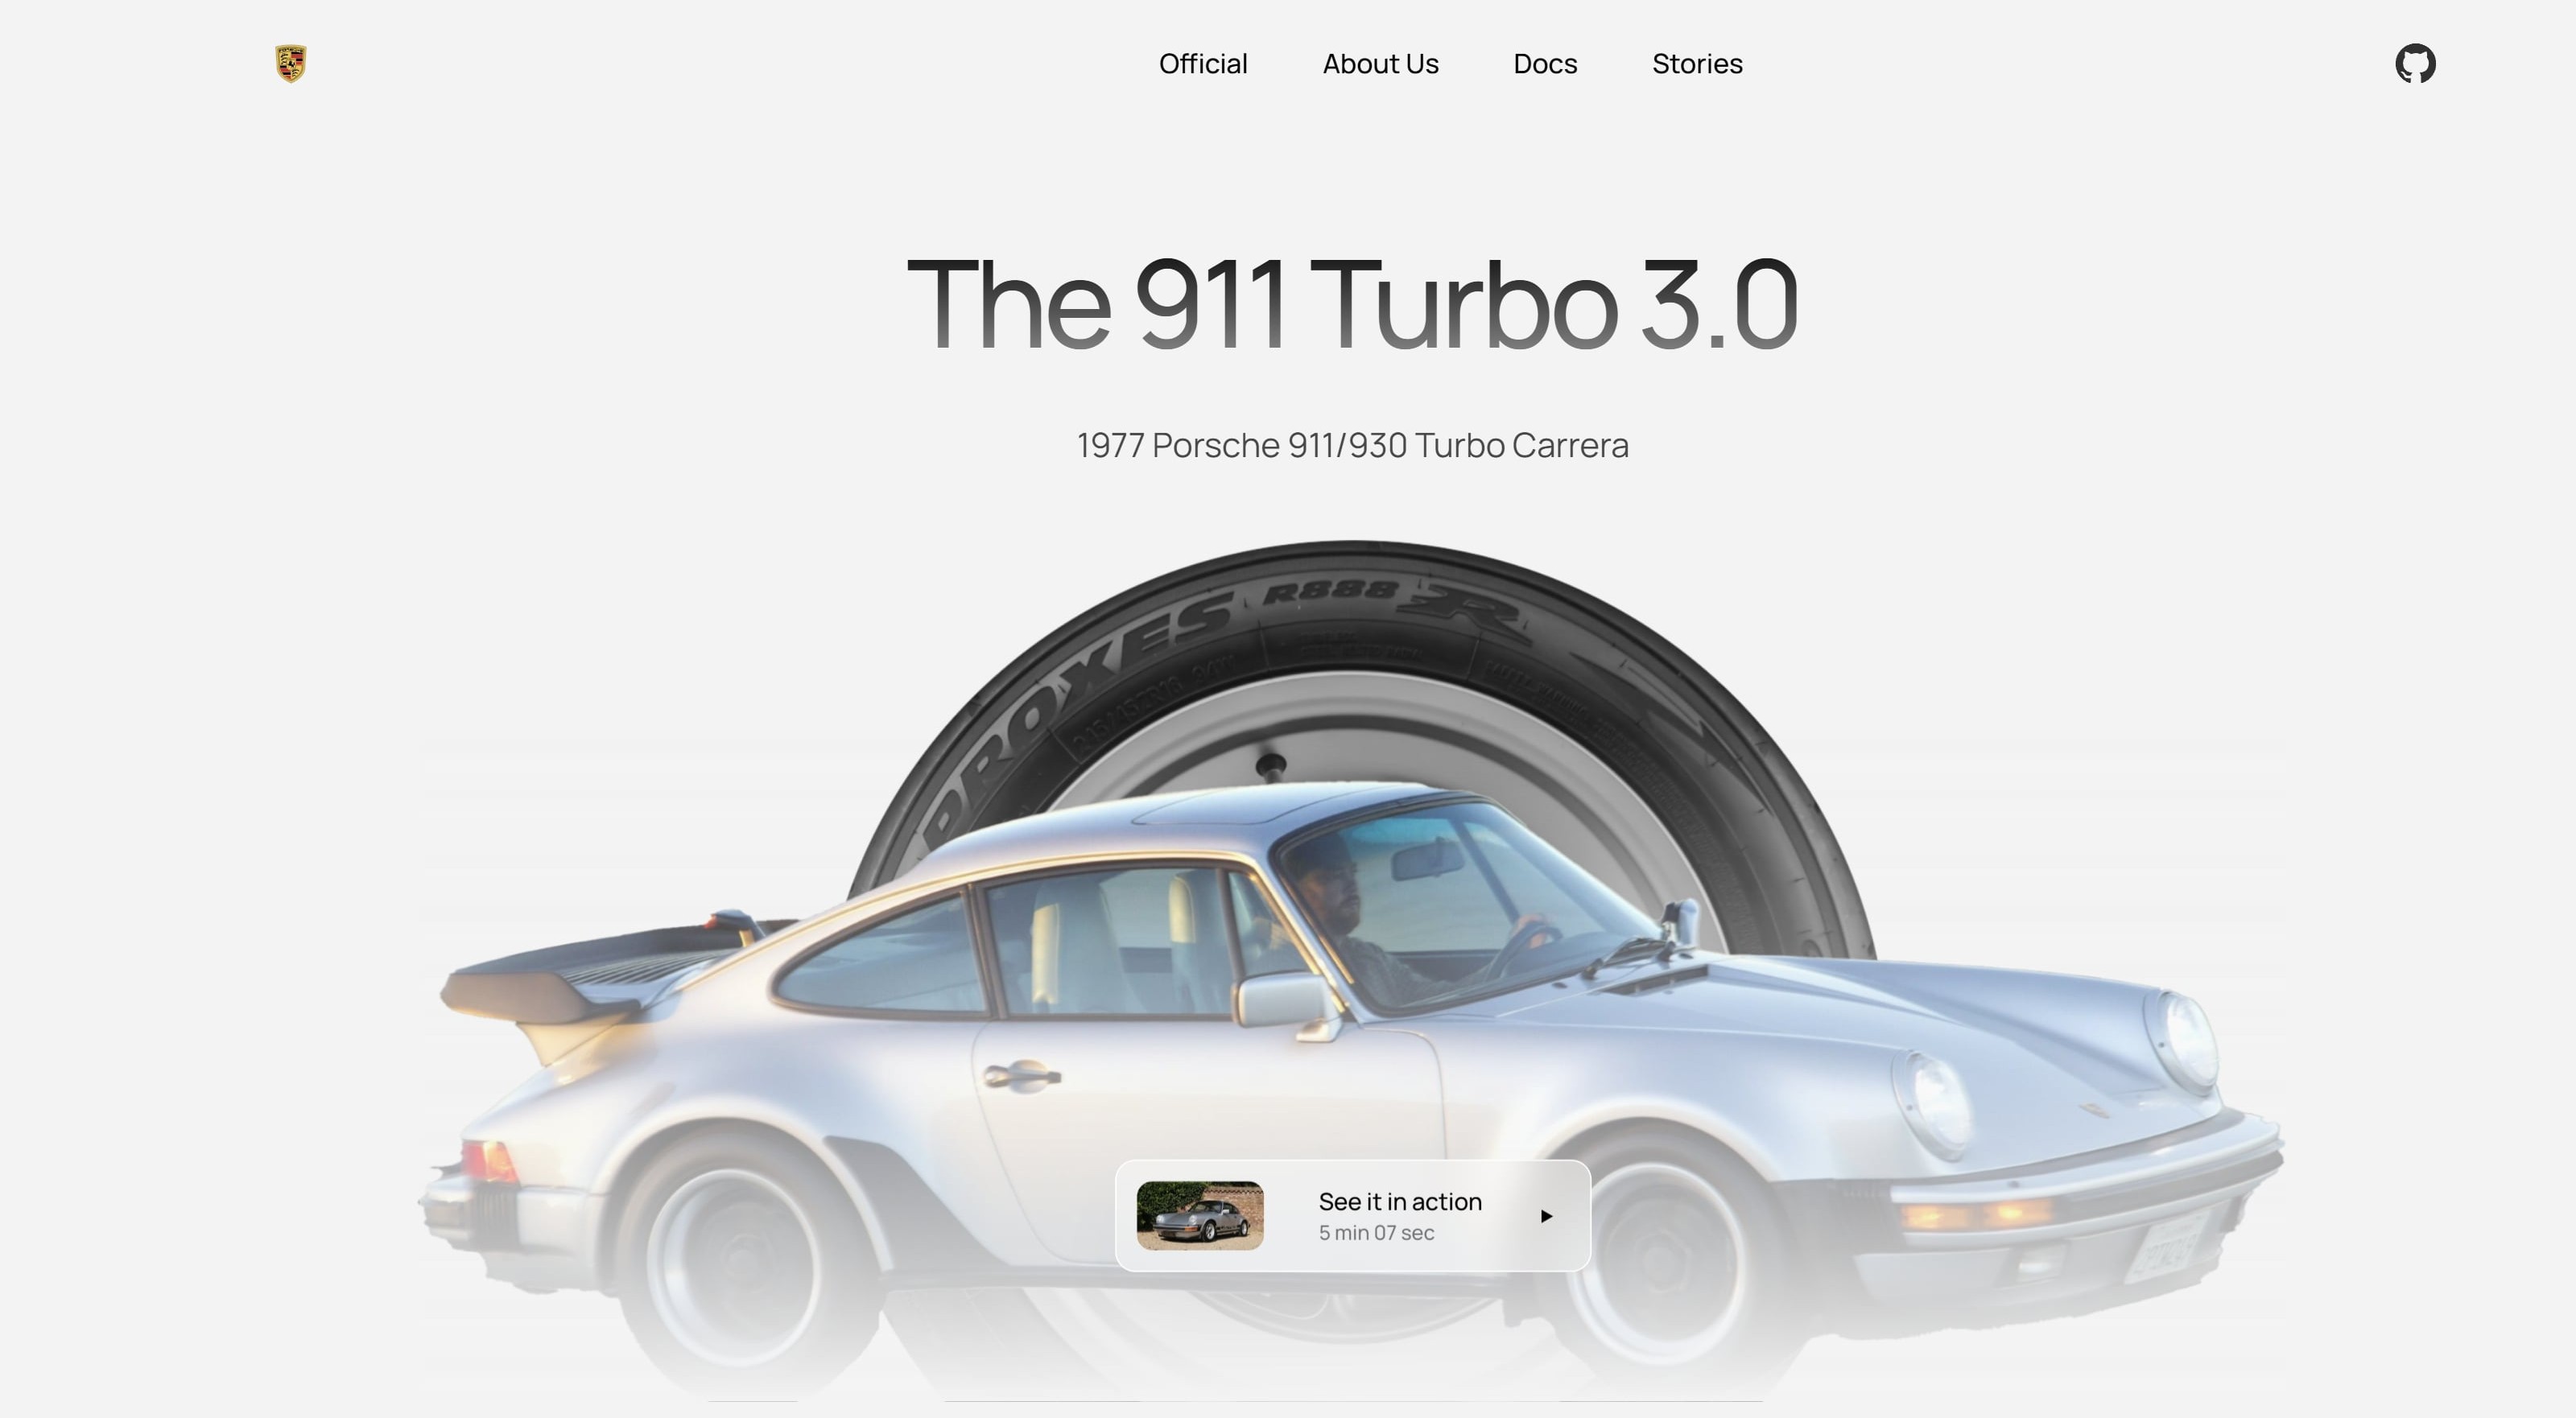 Official About Us Docs Stories
The 911 Turbo 3.0
1977 Porsche 911/930 Turbo Carrera
PROXES R888 R
See it in action
5 min 07 sec